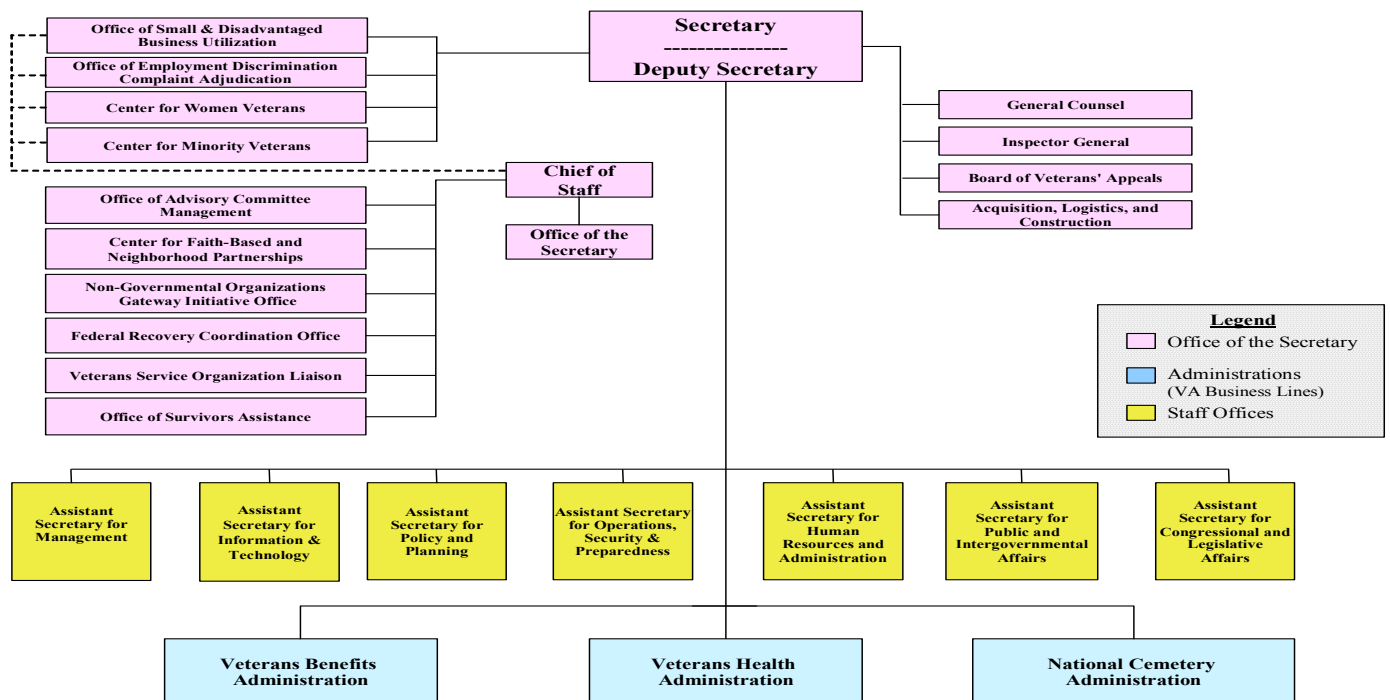 Secretary
---------------
Deputy Secretary
Office of Small & Disadvantaged
Business Utilization
Office of Employment Discrimination
Complaint Adjudication
Center for Women Veterans
Center for Minority Veterans
General Counsel
Inspector General
Board of Veterans' Appeals
Acquisition, Logistics, and
Construction
Chief of
Staff
Office of the
Secretary
Office of Advisory Committee
Management
Center for Faith-Based and
Neighborhood Partnerships
Non-Governmental Organizations
Gateway Initiative Office
Federal Recovery Coordination Office
Veterans Service Organization Liaison
Office of Survivors Assistance
Legend
Office of the Secretary
Administrations
(VA Business Lines)
Staff Offices
Assistant
Secretary for
Management
Assistant
Secretary for
Information &
Technology
Assistant
Secretary for
Policy and
Planning
Assistant Secretary
for Operations,
Security &
Preparedness
Assistant
Secretary for
Human
Resources and
Administration
Assistant
Secretary for
Public and
Intergovernmental
Affairs
Assistant
Secretary for
Congressional and
Legislative
Affairs
Veterans Benefits
Administration
Veterans Health
Administration
National Cemetery
Administration